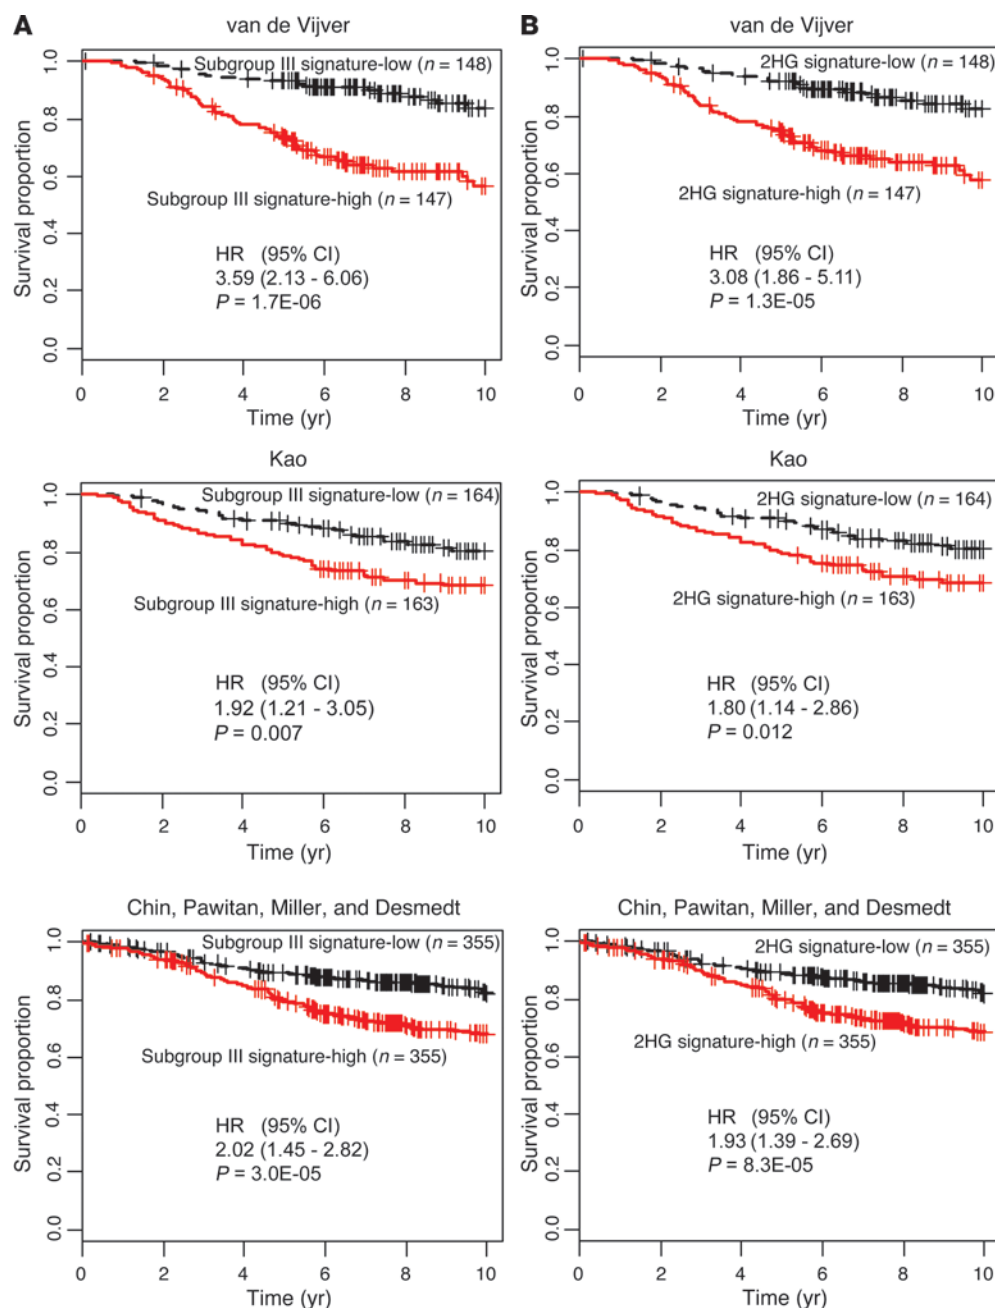 A
van de Vijver
Survival proportion
1.0
0.8
0.6
0.4
0.2
0.0
Subgroup III signature-low (n = 148)
Subgroup III signature-high (n = 147)
HR (95% CI)
3.59 (2.13 - 6.06)
P = 1.7E-06
0 2 4 6 8 10
Time (yr)
B
van de Vijver
Survival proportion
1.0
0.8
0.6
0.4
0.2
0.0
2HG signature-low (n = 148)
2HG signature-high (n = 147)
HR (95% CI)
3.08 (1.86 - 5.11)
P = 1.3E-05
0 2 4 6 8 10
Time (yr)
Kao
Survival proportion
1.0
0.8
0.6
0.4
0.2
0.0
Subgroup III signature-low (n = 164)
Subgroup III signature-high (n = 163)
HR (95% CI)
1.92 (1.21 - 3.05)
P = 0.007
0 2 4 6 8 10
Time (yr)
Kao
Survival proportion
1.0
0.8
0.6
0.4
0.2
0.0
2HG signature-low (n = 164)
2HG signature-high (n = 163)
HR (95% CI)
1.80 (1.14 - 2.86)
P = 0.012
0 2 4 6 8 10
Time (yr)
Chin, Pawitan, Miller, and Desmedt
Survival proportion
1.0
0.8
0.6
0.4
0.2
0.0
Subgroup III signature-low (n = 355)
Subgroup III signature-high (n = 355)
HR (95% CI)
2.02 (1.45 - 2.82)
P = 3.0E-05
0 2 4 6 8 10
Time (yr)
Chin, Pawitan, Miller, and Desmedt
Survival proportion
1.0
0.8
0.6
0.4
0.2
0.0
2HG signature-low (n = 355)
2HG signature-high (n = 355)
HR (95% CI)
1.93 (1.39 - 2.69)
P = 8.3E-05
0 2 4 6 8 10
Time (yr)